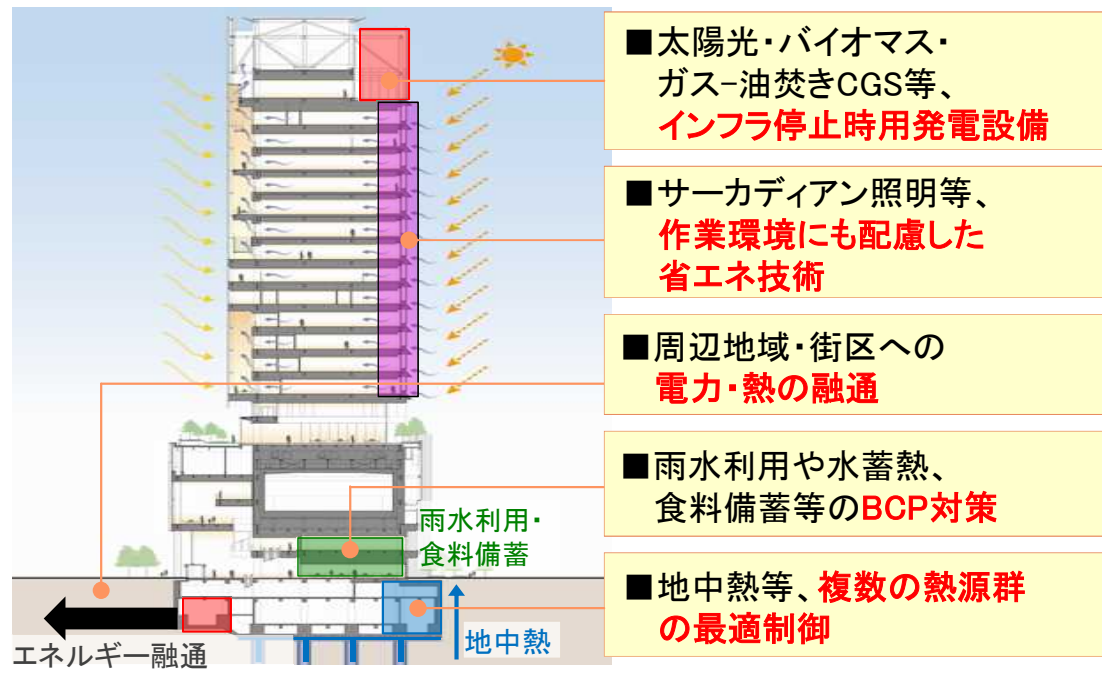 ■太陽光・バイオマス・
ガス-油焚きCGS等、
インフラ停止時用発電設備
■サーカディアン照明等、
作業環境にも配慮した
省エネ技術
■周辺地域・街区への
電力・熱の融通
■雨水利用や水蓄熱、
食料備蓄等のBCP対策
■地中熱等、複数の熱源群
の最適制御
雨水利用・
食料備蓄
地中熱
エネルギー融通